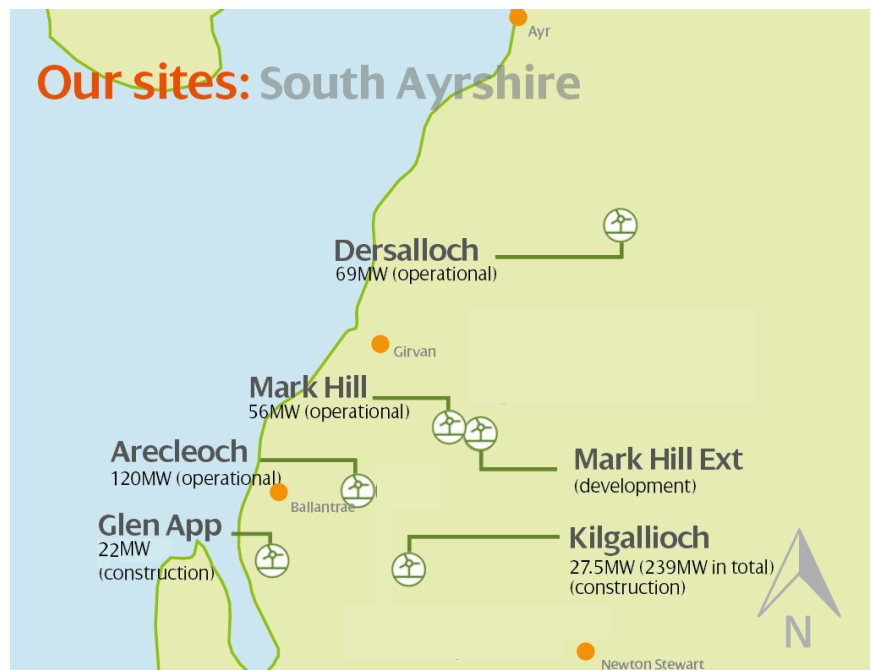 Ayr
Our sites: South Ayrshire
Dersalloch
69MW (operational)
Girvan
Mark Hill
56MW (operational)
Arecleoch
120MW (operational)
Mark Hill Ext
(development)
Ballantrae
Glen App
22MW
(construction)
Kilgallioch
27.5MW (239MW in total)
(construction)
N
Newton Stewart